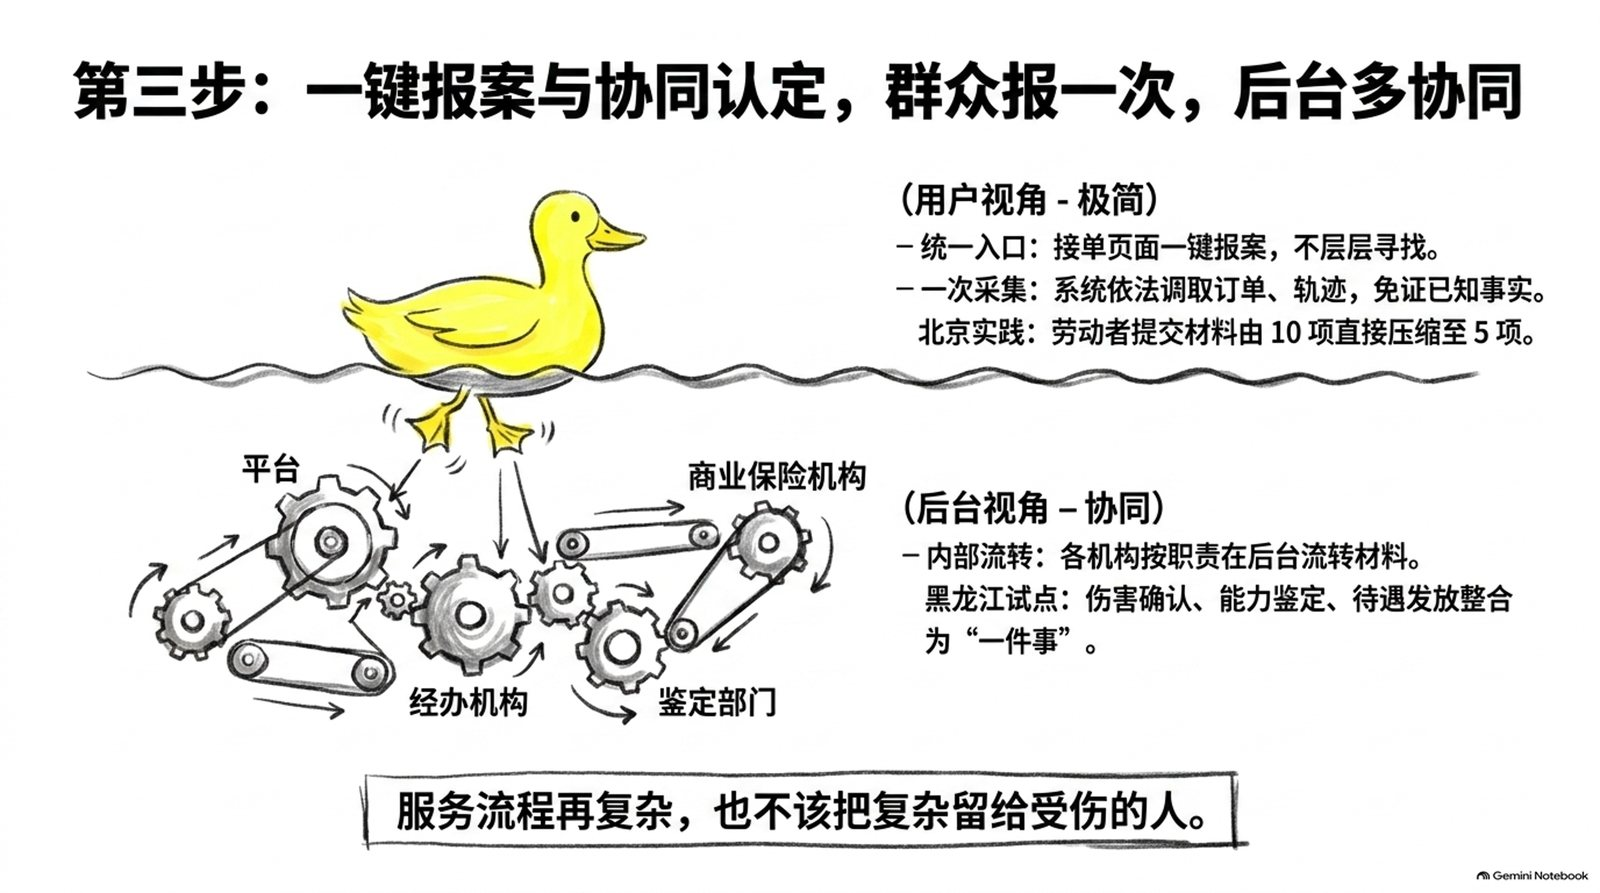 第三步：一键报案与协同认定，群众报一次，后台多协同
（用户视角 - 极简）
– 统一入口：接单页面一键报案，不层层寻找。
– 一次采集：系统依法调取订单、轨迹，免证已知事实。
北京实践：劳动者提交材料由 10 项直接压缩至 5 项。
平台
商业保险机构
经办机构
鉴定部门
（后台视角 – 协同）
– 内部流转：各机构按职责在后台流转材料。
黑龙江试点：伤害确认、能力鉴定、待遇发放整合
为“一件事”。
服务流程再复杂，也不该把复杂留给受伤的人。
Gemini Notebook